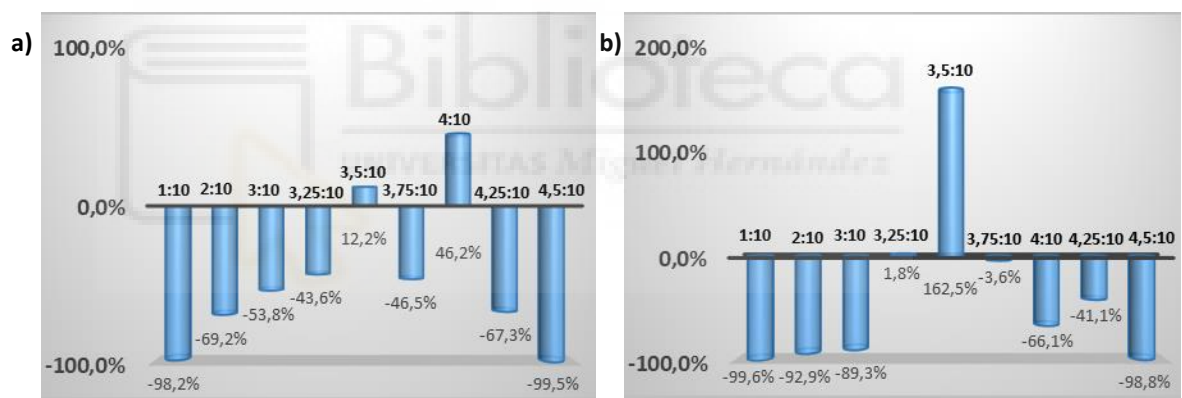 a)
100,0%
4:10
1:10 2:10 3:10 3,25:10 3,5:10 3,75:10 4,25:10 4,5:10
0,0%
12,2% 46,2%
-43,6% -46,5%
-53,8%
-69,2% -67,3%
-100,0%
-98,2% -99,5%
b)
200,0%
3,5:10
100,0%
1:10 2:10 3:10 3,25:10 3,75:10 4:10 4,25:10 4,5:10
0,0%
1,8% 162,5% -3,6%
-41,1%
-66,1%
-100,0%
-99,6% -92,9% -89,3% -98,8%
Biblioteca
UNIVERSITAS Miguel Hernández